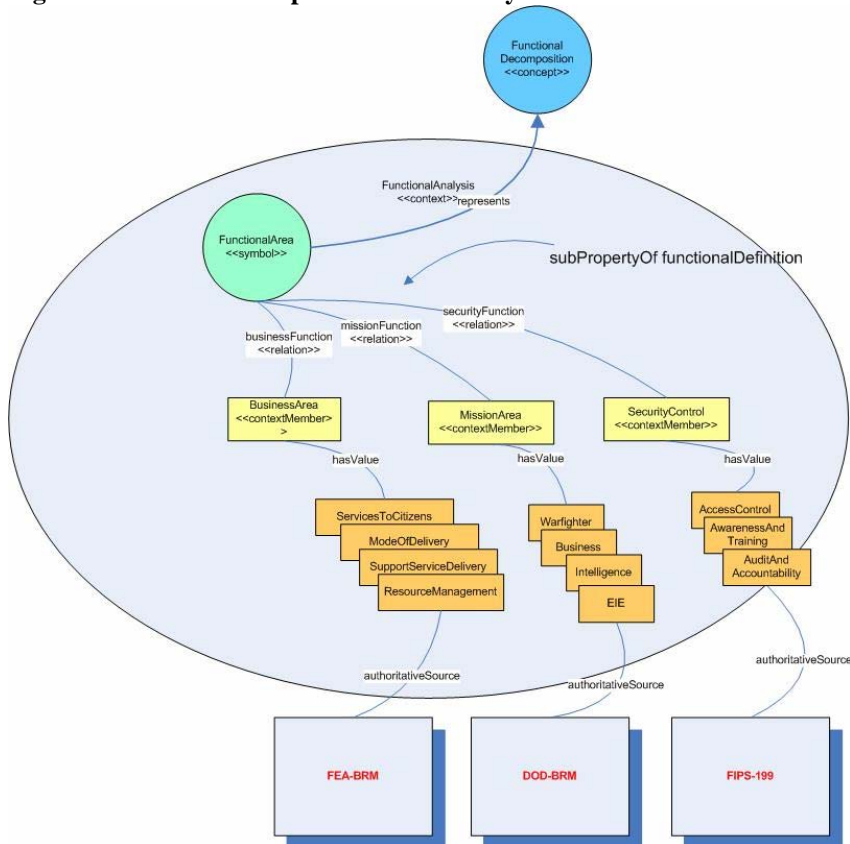 Functional
Decomposition
<<concept>>
FunctionalAnalysis
<<context>>
represents
FunctionalArea
<<symbol>>
subPropertyOf functionalDefinition
securityFunction
<<relation>>
missionFunction
<<relation>>
businessFunction
<<relation>>
BusinessArea
<<contextMember>
>
MissionArea
<<contextMember>>
SecurityControl
<<contextMember>>
hasValue
hasValue
hasValue
ServicesToCitizens
ModeOfDelivery
SupportServiceDelivery
ResourceManagement
Warfighter
Business
Intelligence
EIE
AccessControl
AwarenessAnd
Training
AuditAnd
Accountability
authoritativeSource
authoritativeSource
authoritativeSource
FEA-BRM
DOD-BRM
FIPS-199